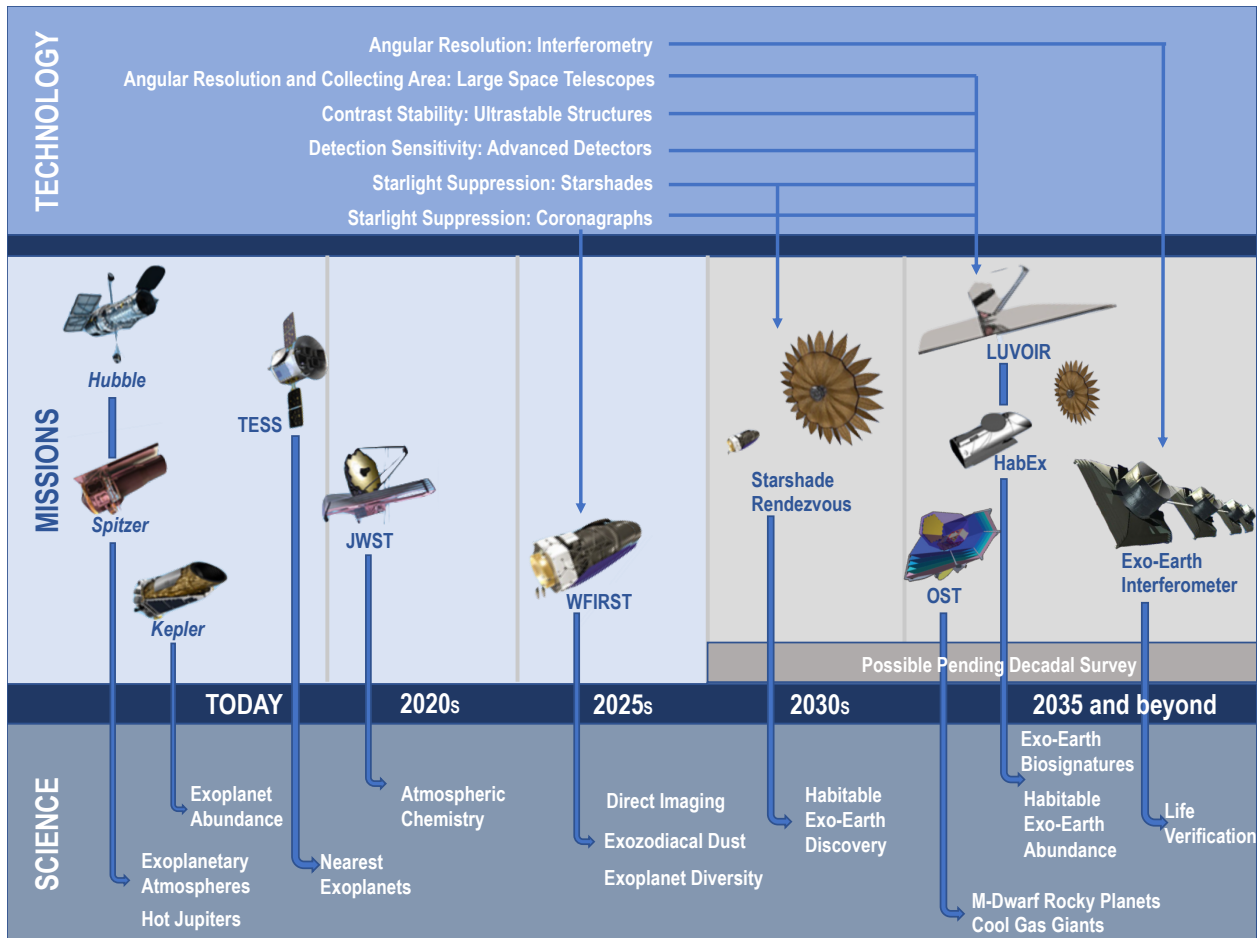 TECHNOLOGY
Angular Resolution: Interferometry
Angular Resolution and Collecting Area: Large Space Telescopes
Contrast Stability: Ultrastable Structures
Detection Sensitivity: Advanced Detectors
Starlight Suppression: Starshades
Starlight Suppression: Coronagraphs
MISSIONS
Hubble
Spitzer
Kepler
TESS
JWST
WFIRST
Starshade
Rendezvous
LUVOIR
HabEx
OST
Exo-Earth
Interferometer
Possible Pending Decadal Survey
TODAY
2020s
2025s
2030s
2035 and beyond
SCIENCE
Exoplanet
Abundance
Exoplanetary
Atmospheres
Hot Jupiters
Nearest
Exoplanets
Atmospheric
Chemistry
Direct Imaging
Exozodiacal Dust
Exoplanet Diversity
Habitable
Exo-Earth
Discovery
Exo-Earth
Biosignatures
Habitable
Exo-Earth
Abundance
M-Dwarf Rocky Planets
Cool Gas Giants
Life
Verification